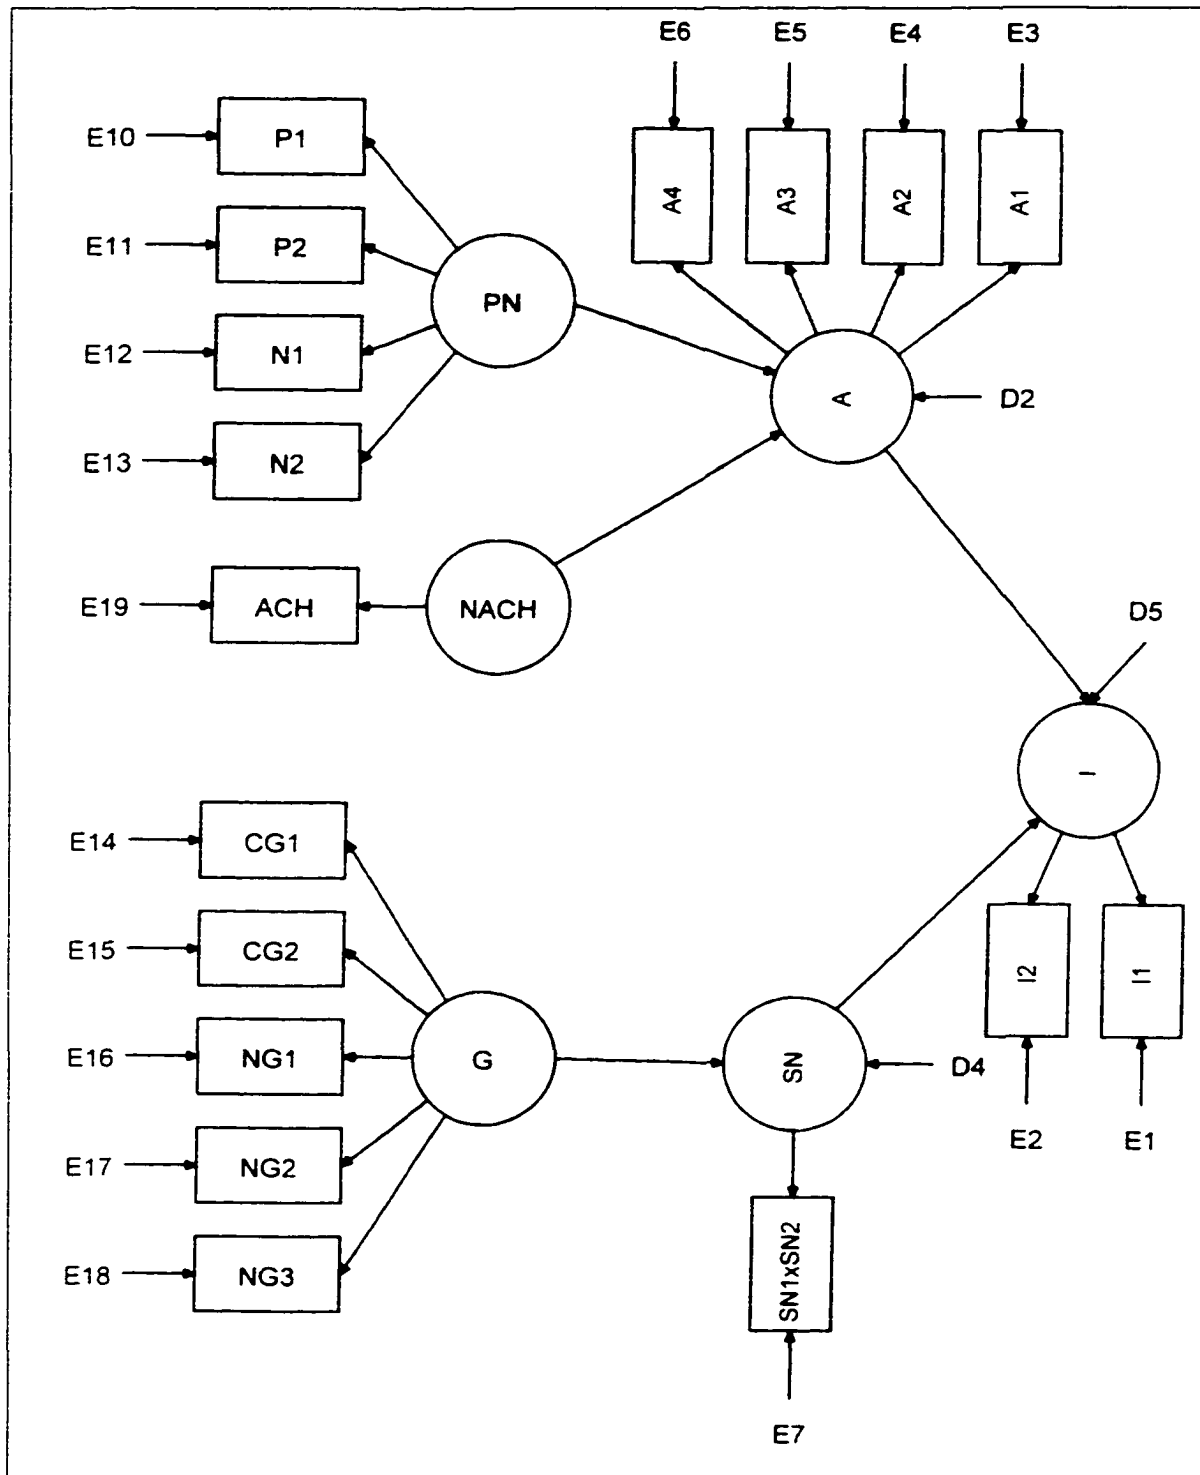 E6 E5 E4 E3
E10 P1
A4 A3 A2 A1
E11 P2
PN
E12 N1
A
D2
E13 N2
E19 ACH NACH
D5
I
E14 CG1
E15 CG2
I2 I1
E16 NG1 G SN
D4
E2 E1
E17 NG2
SN1xSN2
E18 NG3
E7